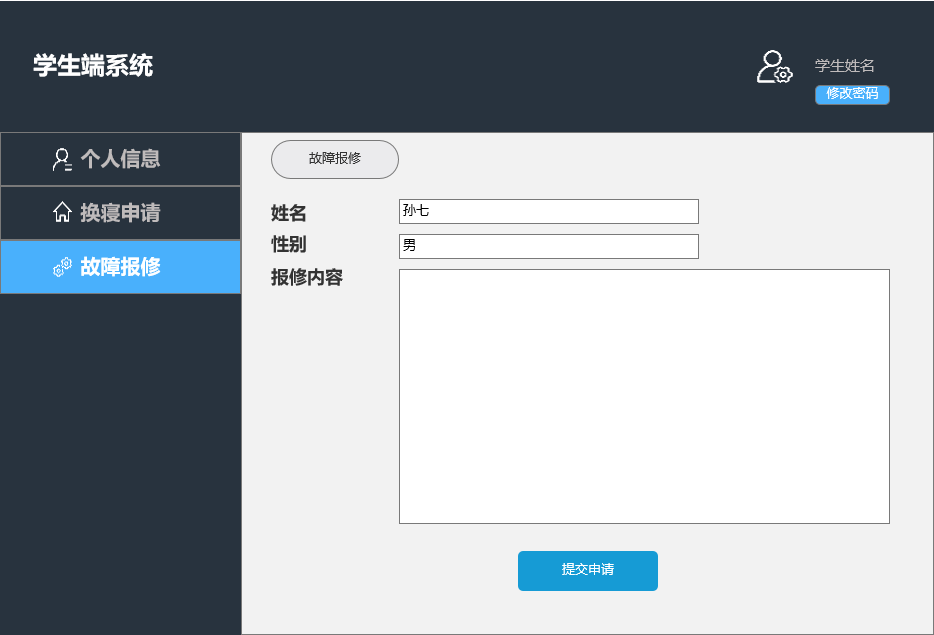 学生端系统
学生姓名
修改密码
个人信息
换寝申请
故障报修
故障报修
姓名
孙七
性别
男
报修内容
提交申请